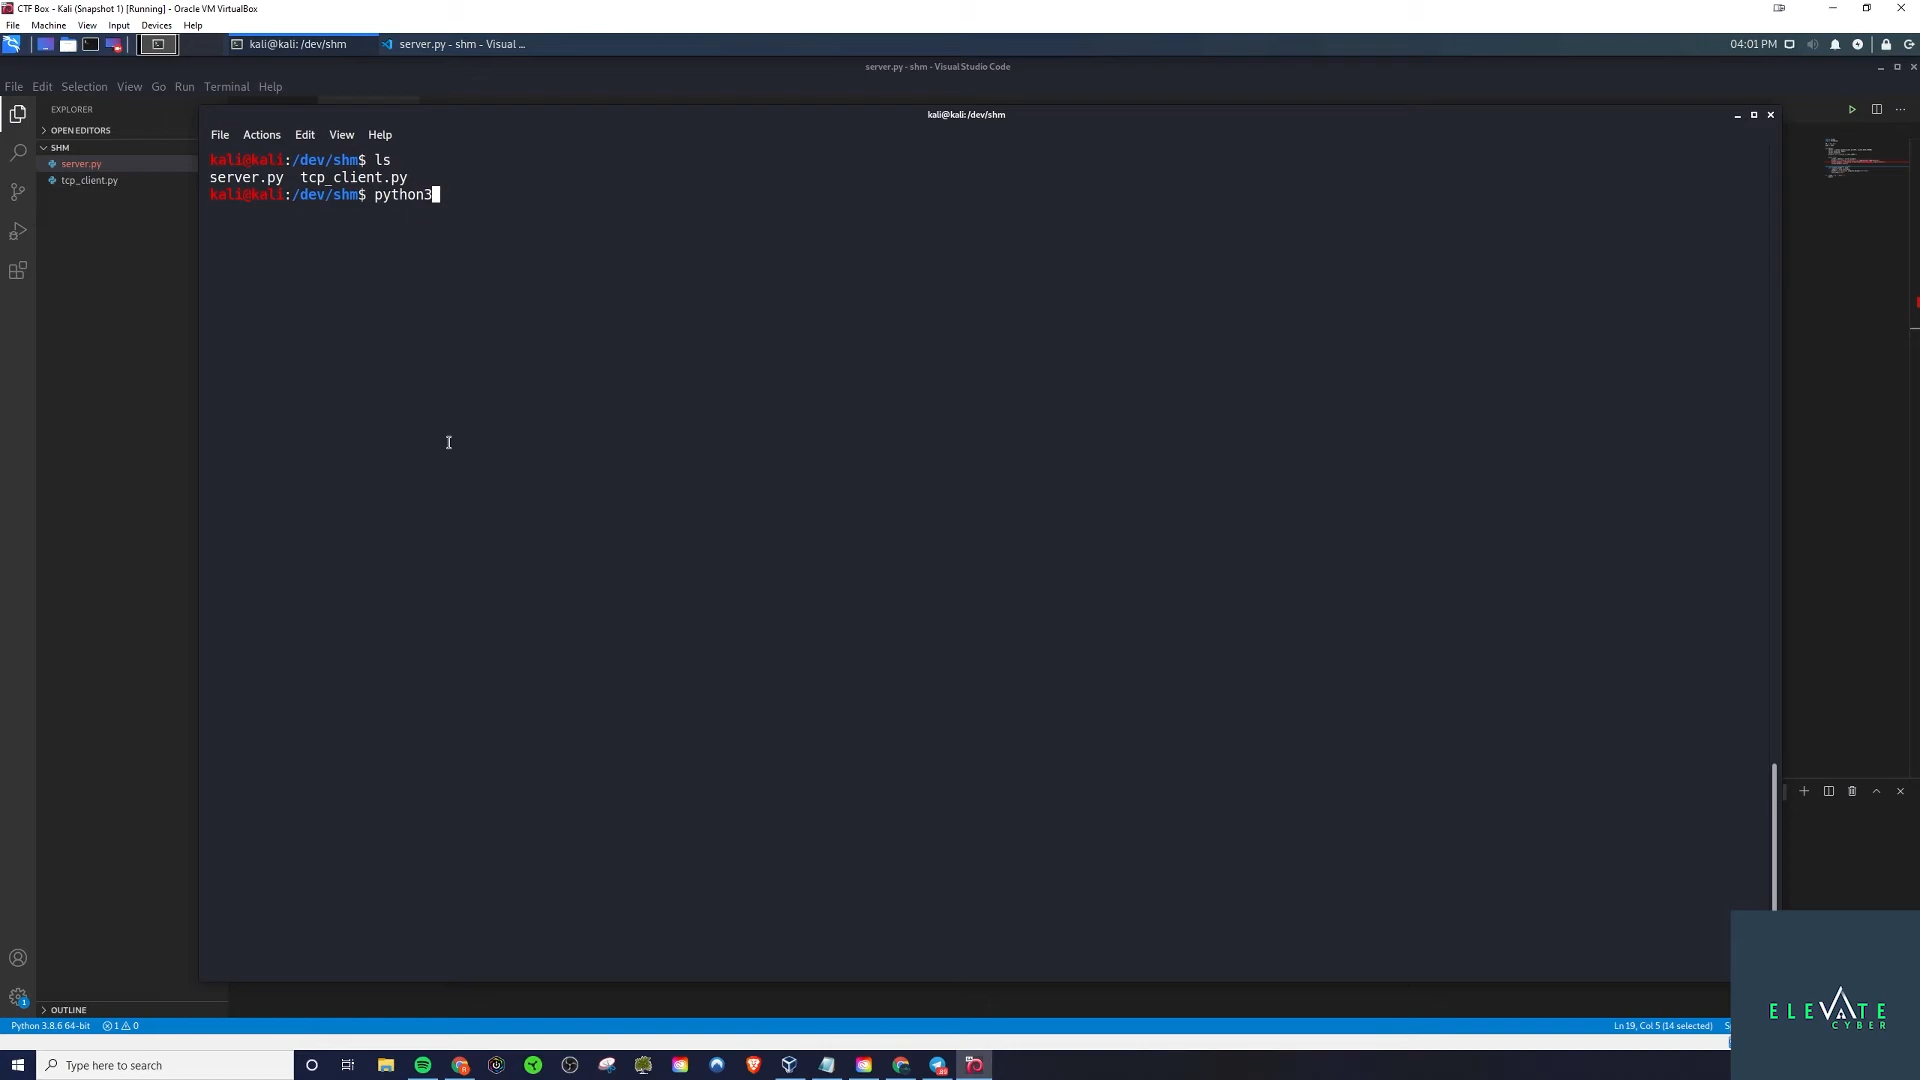 CTF Box - Kali (Snapshot 1) [Running] - Oracle VM VirtualBox
File Machine View Input Devices Help
kali@kali: /dev/shm server.py - shm - Visual ... 04:01 PM
server.py - shm - Visual Studio Code
File Edit Selection View Go Run Terminal Help
EXPLORER
OPEN EDITORS
SHM
server.py
tcp_client.py
kali@kali: /dev/shm
File Actions Edit View Help
kali@kali:/dev/shm$ ls
server.py tcp_client.py
kali@kali:/dev/shm$ python3
OUTLINE
Python 3.8.6 64-bit 1 0 Ln 19, Col 5 (14 selected)
1
ELEVATE
CYBER
Type here to search